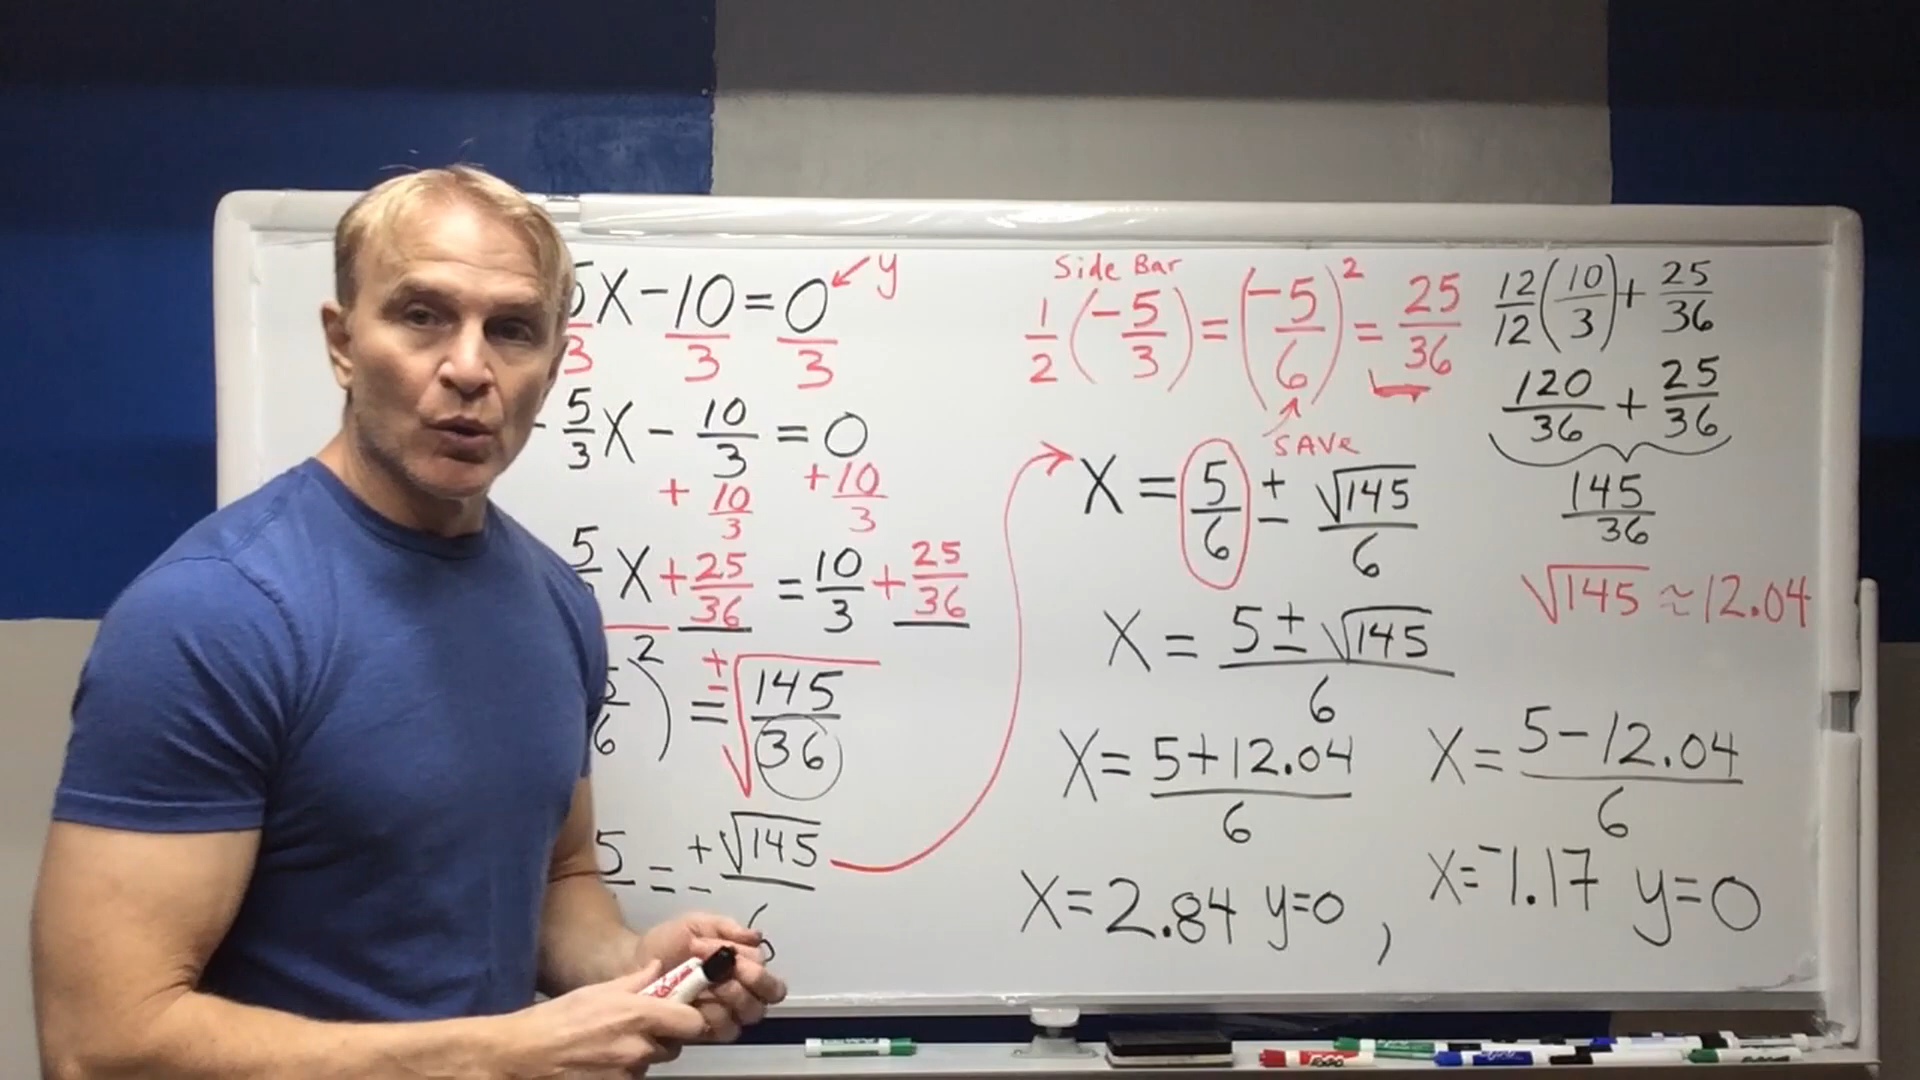 5X - 10 = 0 ← y
3 3 3
- 5/3 X - 10/3 = 0
+ 10/3 + 10/3
5 X + 25/36 = 10/3 + 25/36
5/6 )² = ± √145/36
5 = ± √145
6
Side Bar
1/2 (-5/3) = (-5/6)² = 25/36
SAVE
X = 5/6 ± √145/6
X = 5 ± √145 / 6
X = 5 + 12.04 / 6
X = 2.84 y=0 ,
12/12 (10/3) + 25/36
120/36 + 25/36
145/36
√145 ≈ 12.04
X = 5 - 12.04 / 6
X = -1.17 y=0
EXPO